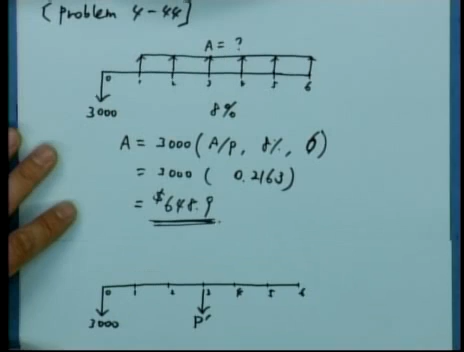 [Problem 4-44]
A = ?
0 1 2 3 4 5 6
3000 8%
A = 3000 (A/P, 8%, 6)
= 3000 ( 0.2163)
= $648.9
0 1 2 3 4 5 6
3000 P'